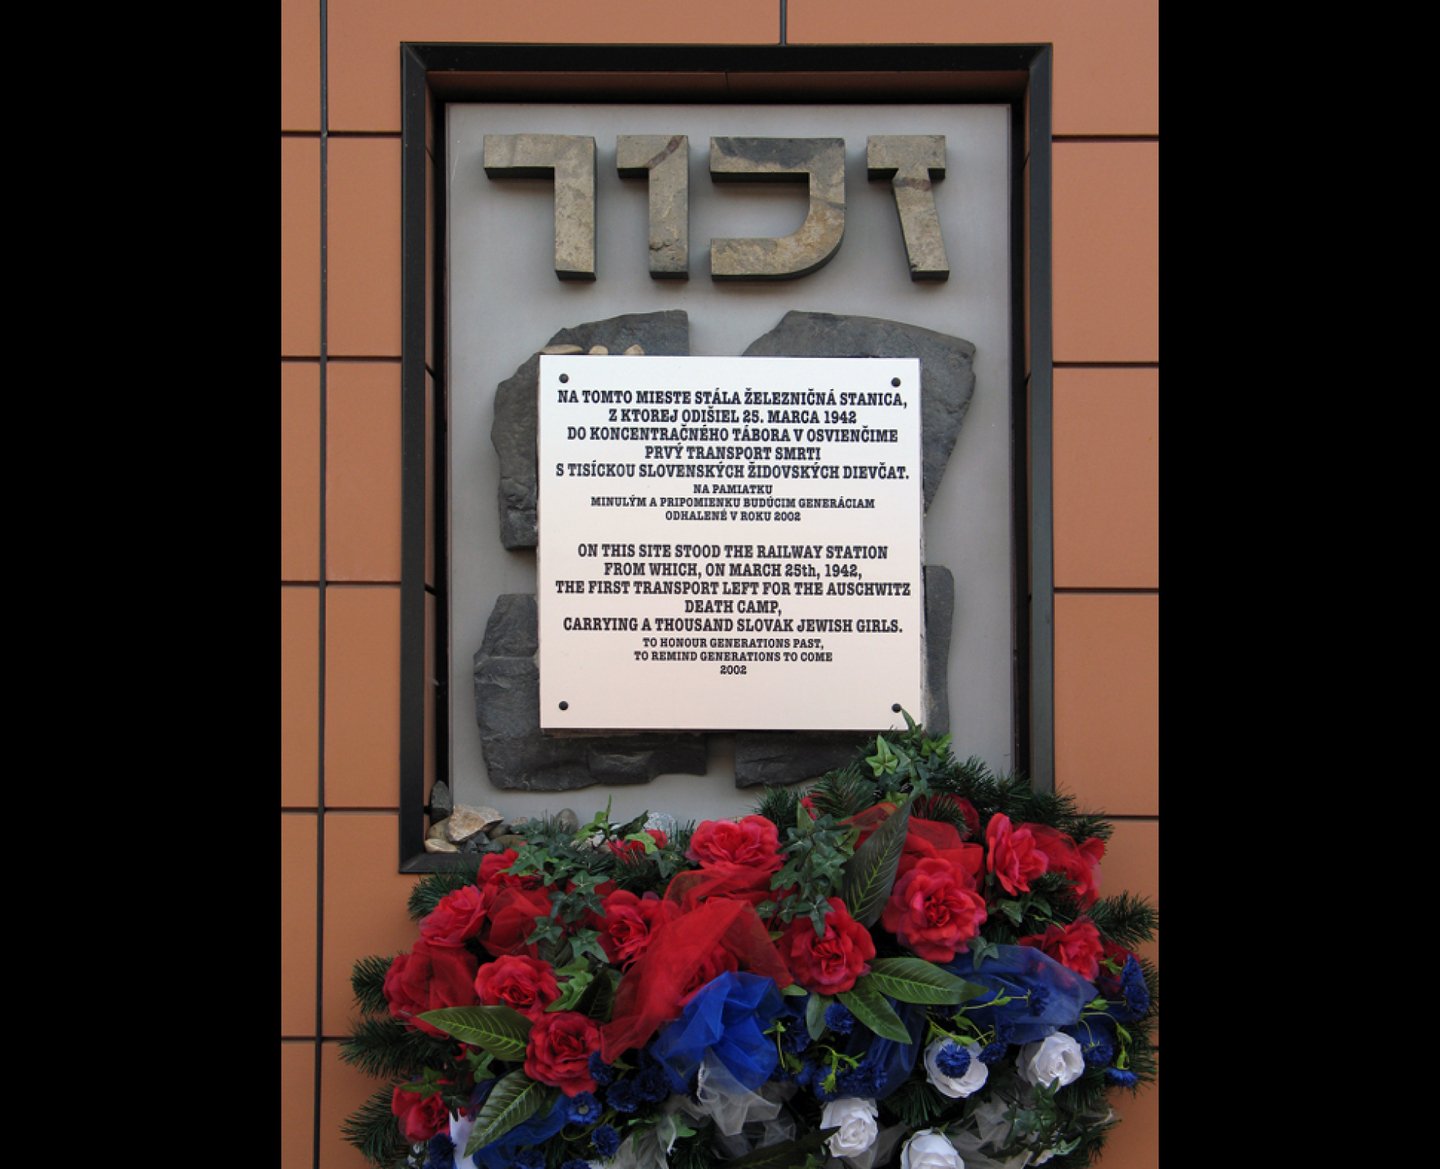 זכור
NA TOMTO MIESTE STÁLA ŽELEZNIČNÁ STANICA,
Z KTOREJ ODIŠIEL 25. MARCA 1942
DO KONCENTRAČNÉHO TÁBORA V OSVIENČIME
PRVÝ TRANSPORT SMRTI
S TISÍCKOU SLOVENSKÝCH ŽIDOVSKÝCH DIEVČAT.
NA PAMIATKU
MINULÝM A PRIPOMIENKU BUDÚCIM GENERÁCIAM
ODHALENÉ V ROKU 2002
ON THIS SITE STOOD THE RAILWAY STATION
FROM WHICH, ON MARCH 25th, 1942,
THE FIRST TRANSPORT LEFT FOR THE AUSCHWITZ
DEATH CAMP,
CARRYING A THOUSAND SLOVAK JEWISH GIRLS.
TO HONOUR GENERATIONS PAST,
TO REMIND GENERATIONS TO COME
2002